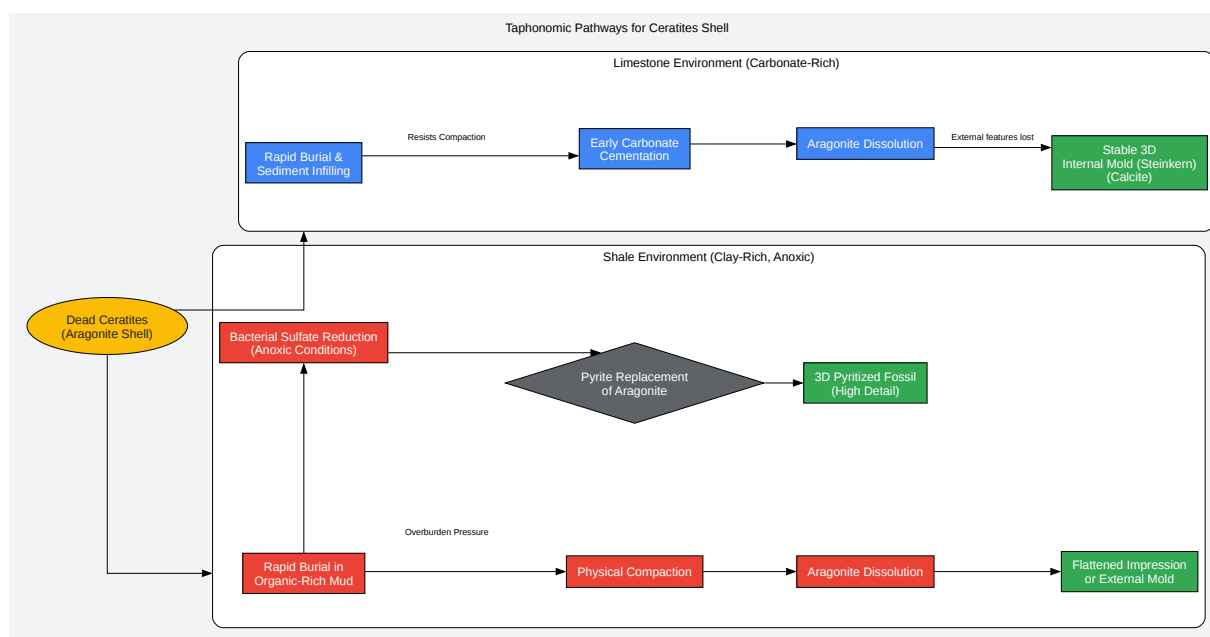 Taphonomic Pathways for Ceratites Shell
Limestone Environment (Carbonate-Rich)
Rapid Burial &
Sediment Infilling
Resists Compaction
Early Carbonate
Cementation
Aragonite Dissolution
External features lost
Stable 3D
Internal Mold (Steinkern)
(Calcite)
Shale Environment (Clay-Rich, Anoxic)
Dead Ceratites
(Aragonite Shell)
Bacterial Sulfate Reduction
(Anoxic Conditions)
Pyrite Replacement
of Aragonite
3D Pyritized Fossil
(High Detail)
Rapid Burial in
Organic-Rich Mud
Overburden Pressure
Physical Compaction
Aragonite Dissolution
Flattened Impression
or External Mold